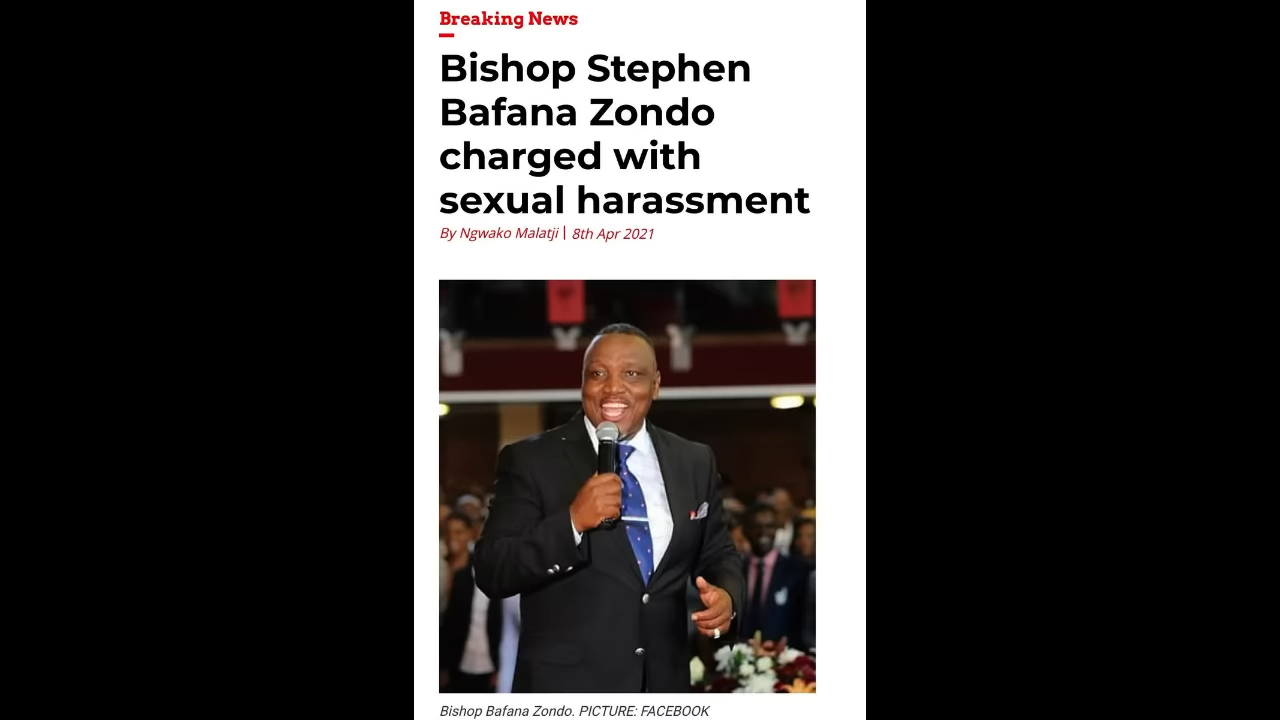 Breaking News
Bishop Stephen
Bafana Zondo
charged with
sexual harassment
By Ngwako Malatji | 8th Apr 2021
Bishop Bafana Zondo. PICTURE: FACEBOOK